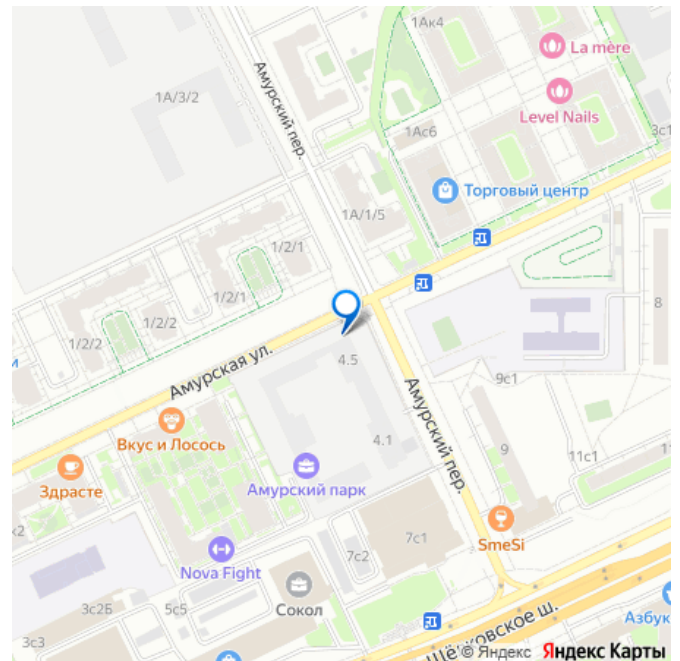 1Ак4
La mere
Амурский пер.
1А/3/2
Level Nails
1Ас6
3с1
Торговый центр
1А/1/5
1/2/1
1/2/1
1/2/2
1/2/2
и
8
4.5
Амурская ул.
Амурский пер.
9с1
Вкус и Лосось
4.1
9
11с1
Здрасте
Амурский парк
к2
SmeSi
7с1
7с2
Nova Fight
Сокол
3с2Б
5с5
3с3
Щёлковское ш.
Азбук
© Яндекс Яндекс Карты